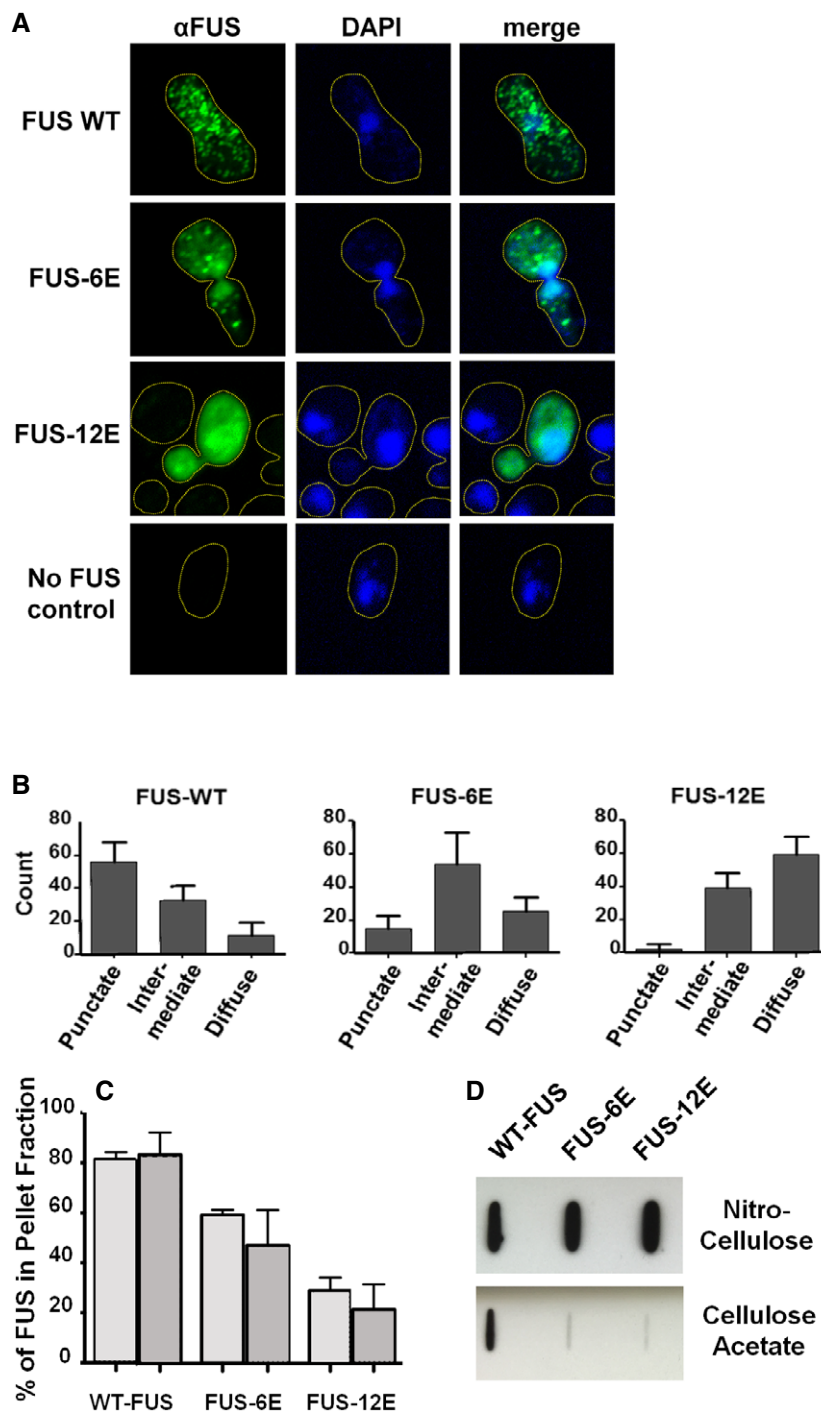 A
αFUS DAPI merge
FUS WT
FUS-6E
FUS-12E
No FUS
control
B
FUS-WT
Count
80
60
40
20
0
Punctate
Inter-
mediate
Diffuse
FUS-6E
80
60
40
20
0
Punctate
Inter-
mediate
Diffuse
FUS-12E
80
60
40
20
0
Punctate
Inter-
mediate
Diffuse
C
% of FUS in Pellet Fraction
100
80
60
40
20
0
WT-FUS FUS-6E FUS-12E
D
WT-FUS
FUS-6E
FUS-12E
Nitro-
Cellulose
Cellulose
Acetate